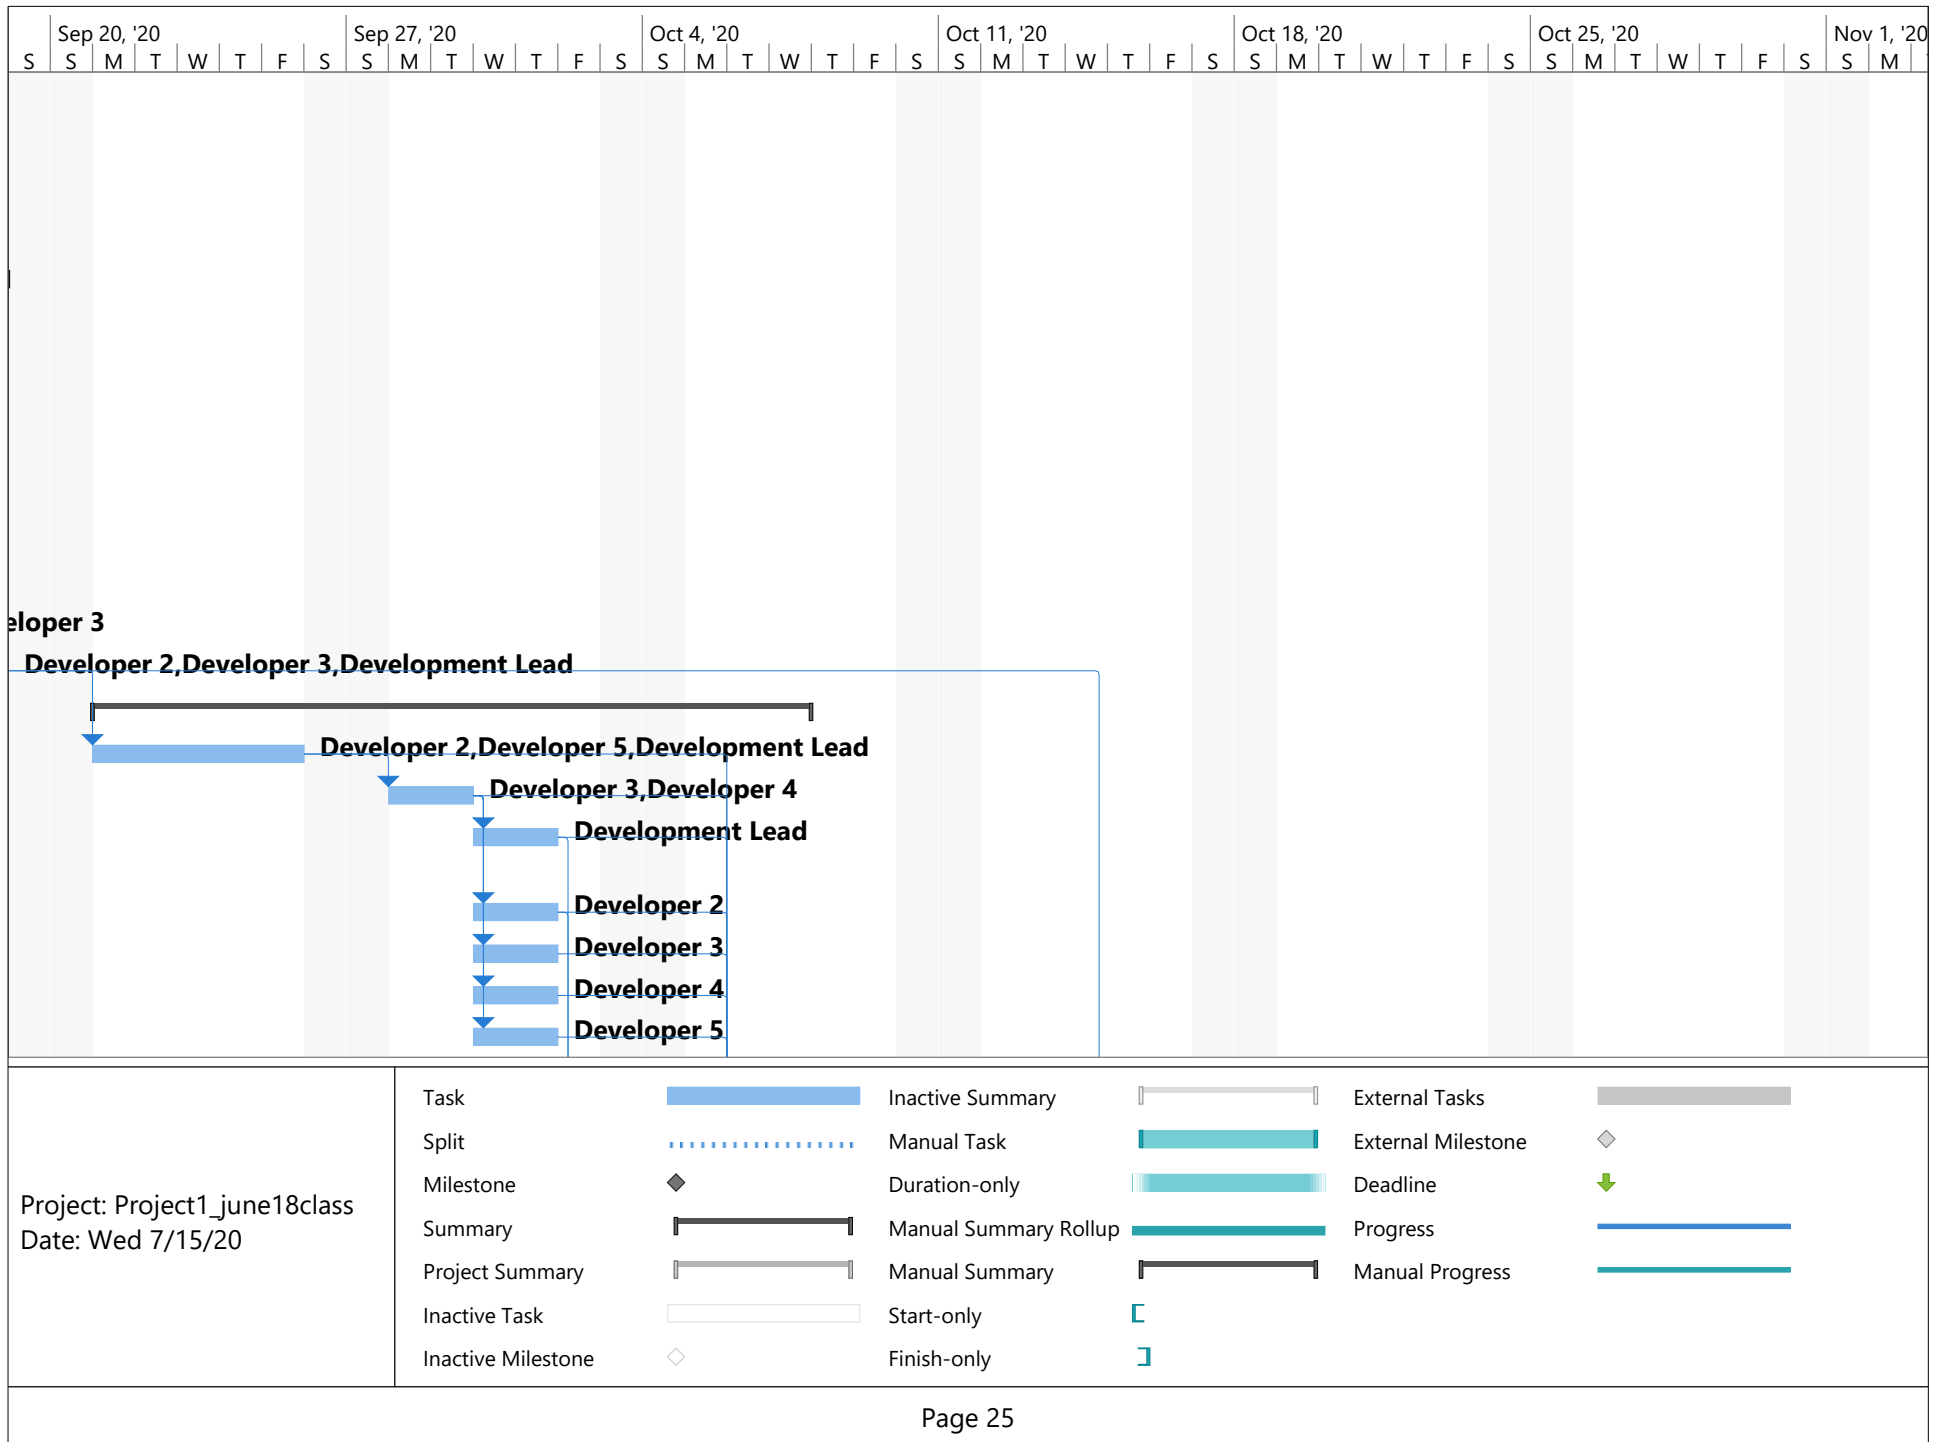 Sep 20, '20 Sep 27, '20 Oct 4, '20 Oct 11, '20 Oct 18, '20 Oct 25, '20 Nov 1, '20
S S M T W T F S S M T W T F S S M T W T F S S M T W T F S S M T W T F S S M T W T F S S M
eloper 3
Developer 2,Developer 3,Development Lead
Developer 2,Developer 5,Development Lead
Developer 3,Developer 4
Development Lead
Developer 2
Developer 3
Developer 4
Developer 5
Project: Project1_june18class
Date: Wed 7/15/20
Task
Split
Milestone
Summary
Project Summary
Inactive Task
Inactive Milestone
Inactive Summary
Manual Task
Duration-only
Manual Summary Rollup
Manual Summary
Start-only
Finish-only
External Tasks
External Milestone
Deadline
Progress
Manual Progress
Page 25